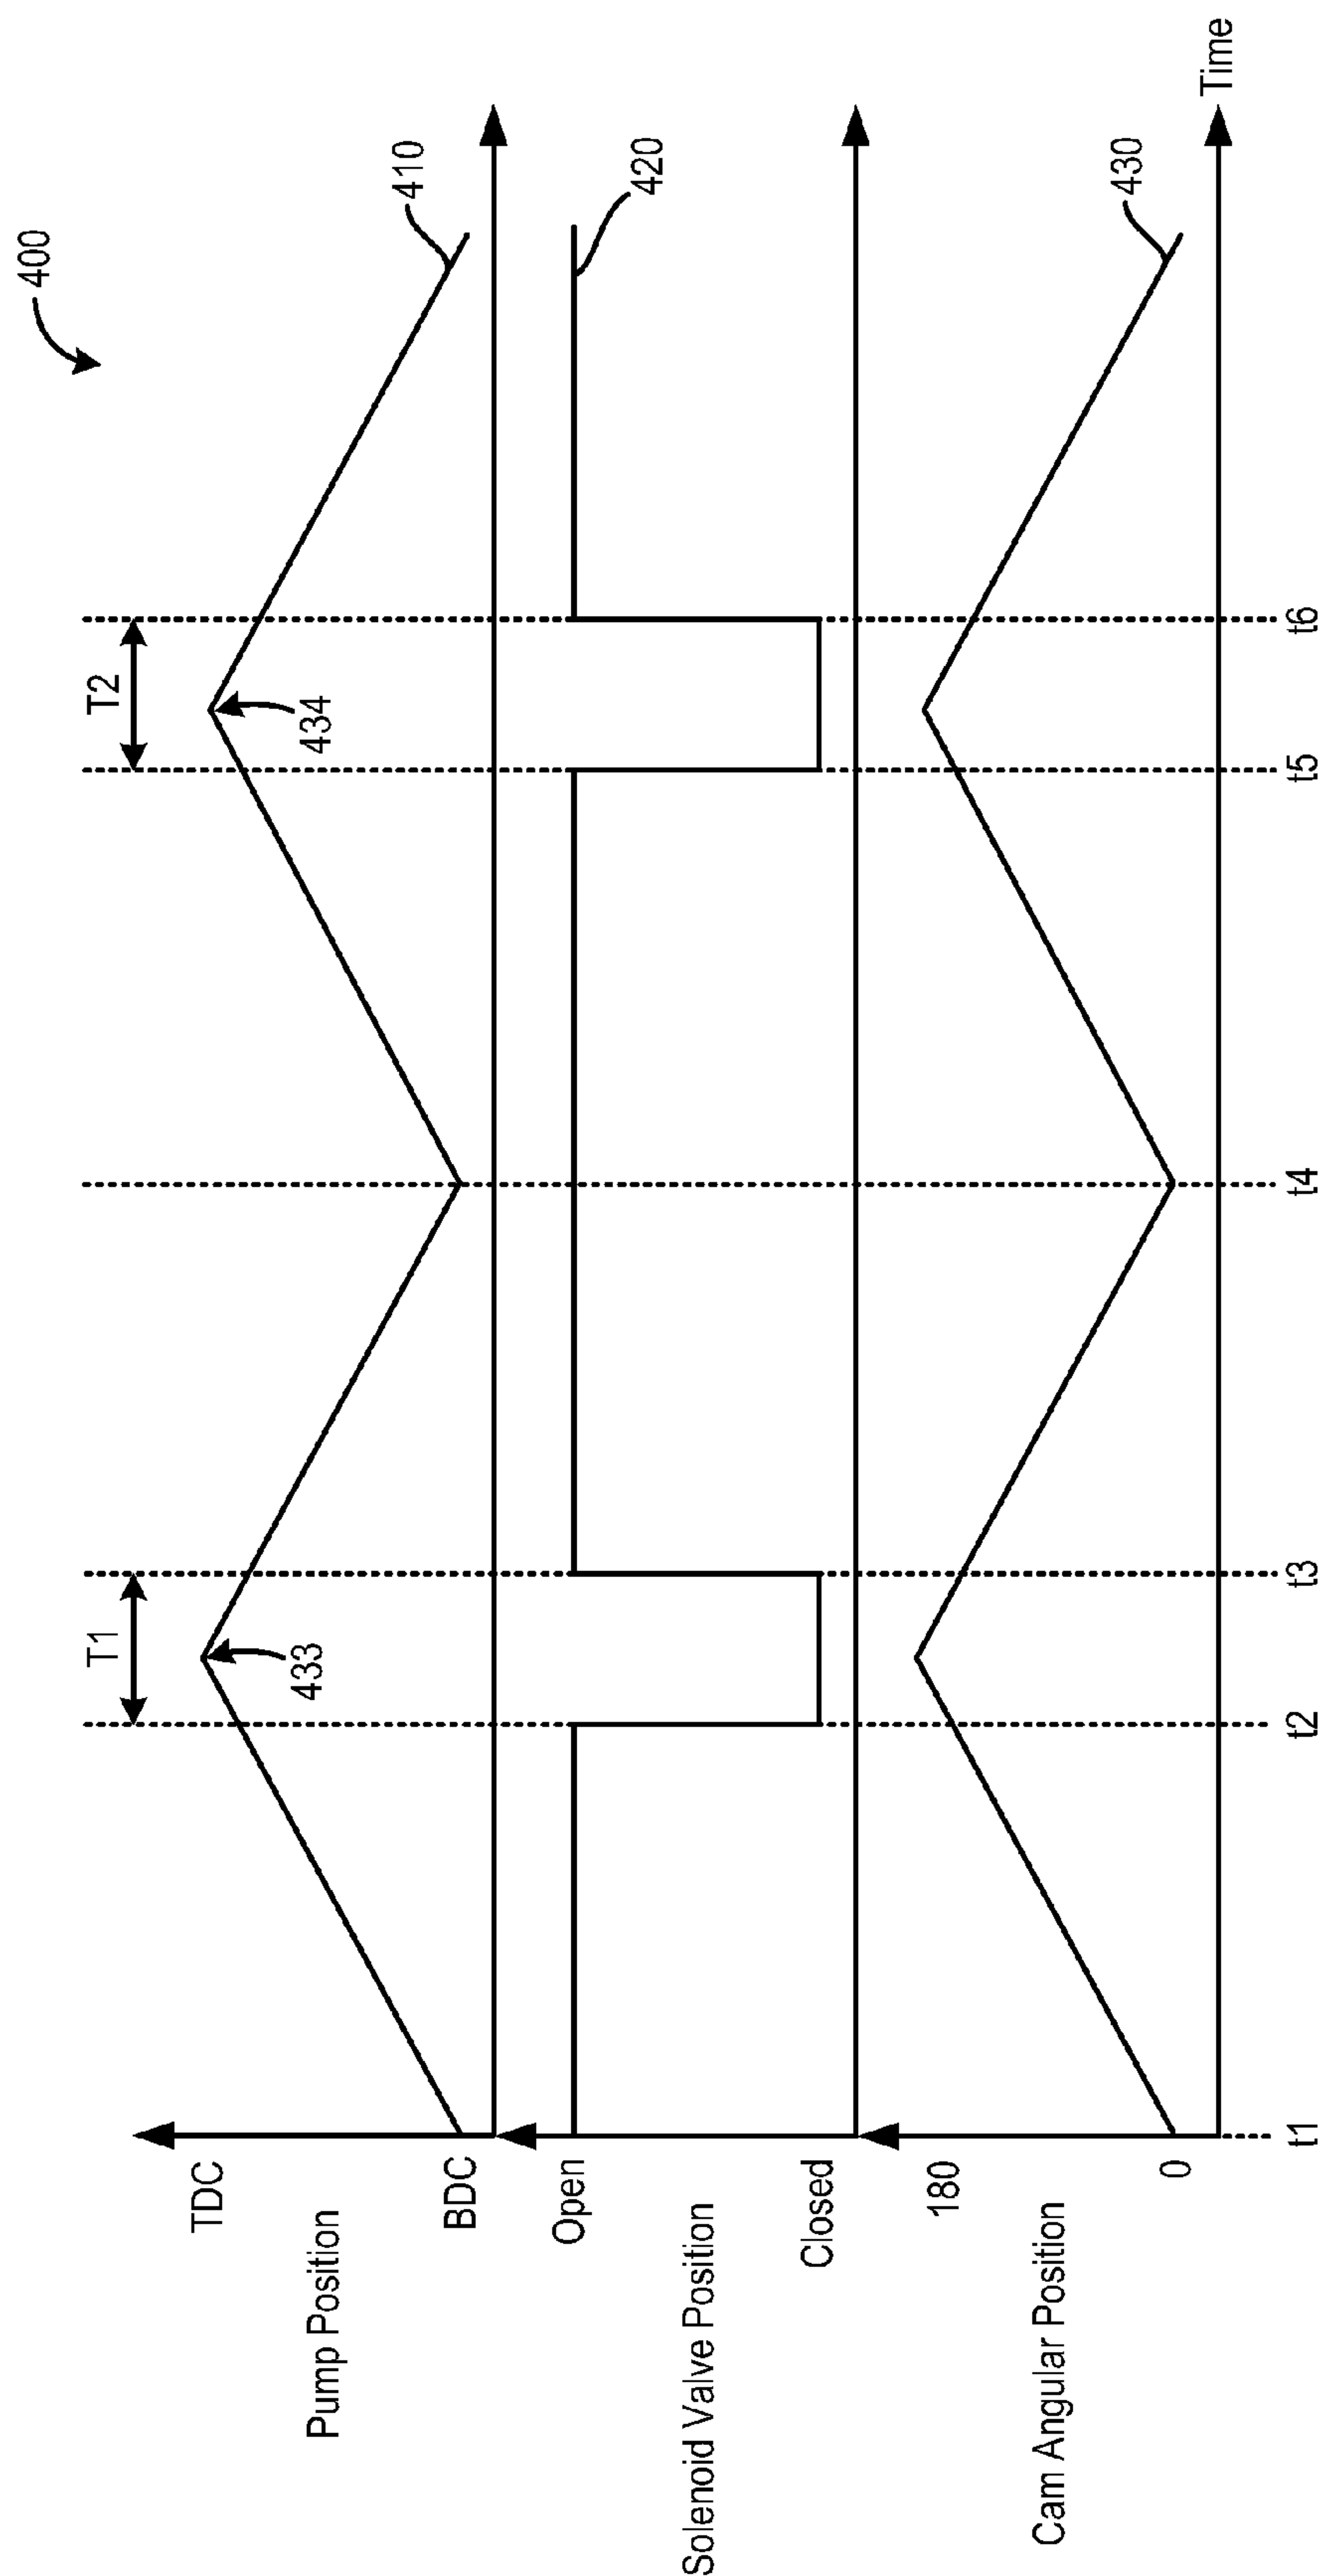 400
T1
T2
TDC
433
434
410
Pump Position
BDC
Open
420
Solenoid Valve Position
Closed
180
430
Cam Angular Position
0
Time
t1
t2
t3
t4
t5
t6